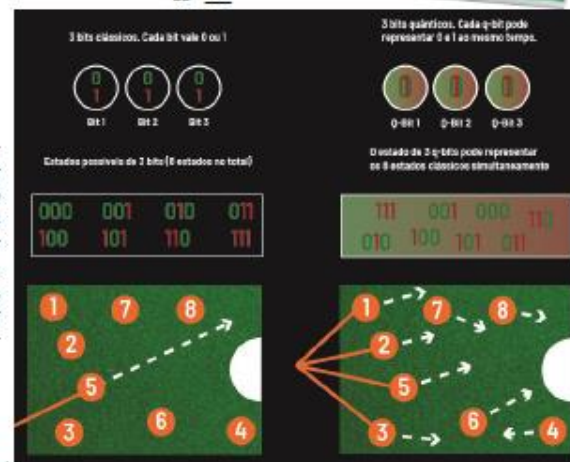 3 bits clássicos. Cada bit vale 0 ou 1
0 0 0
1 1 1
Bit 1 Bit 2 Bit 3
Estados possíveis de 3 bits (8 estados no total)
000 001 010 011
100 101 110 111
1 7 8
2
5
3 6 4
3 bits quânticos. Cada q-bit pode
representar 0 e 1 ao mesmo tempo.
Q-Bit 1 Q-Bit 2 Q-Bit 3
O estado de 3 q-bits pode representar
os 8 estados clássicos simultaneamente
111 001 000 110
010 100 101 011
1 7 8
2
5
3 6 4